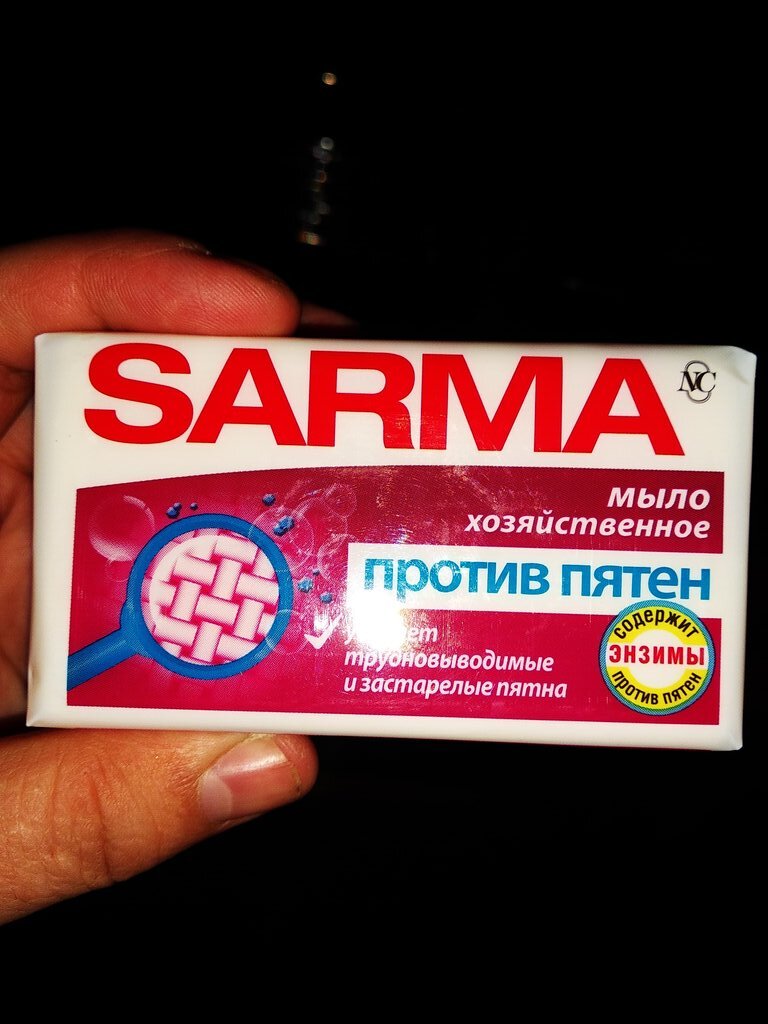 SARMA
NC
мыло
хозяйственное
против пятен
трудновыводимые
и застарелые пятна
содержит
ЭНЗИМЫ
против пятен